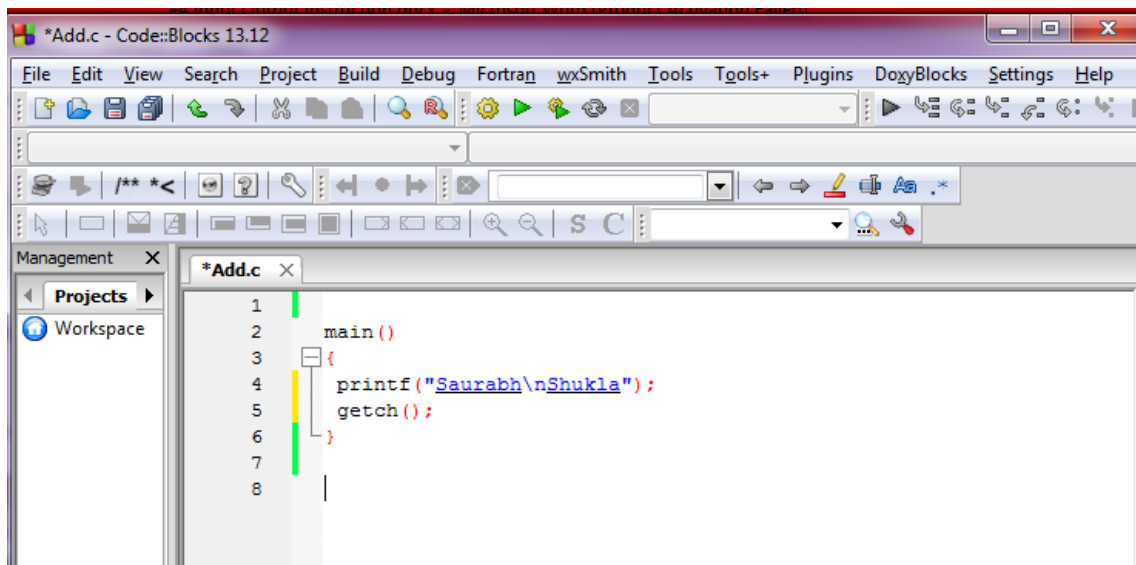 *Add.c - Code::Blocks 13.12
File Edit View Search Project Build Debug Fortran wxSmith Tools Tools+ Plugins DoxyBlocks Settings Help
/** *<
Aa .*
S C
Management X
*Add.c
Projects
Workspace
1
2 main()
3 {
4 printf("Saurabh\nShukla");
5 getch();
6 }
7
8